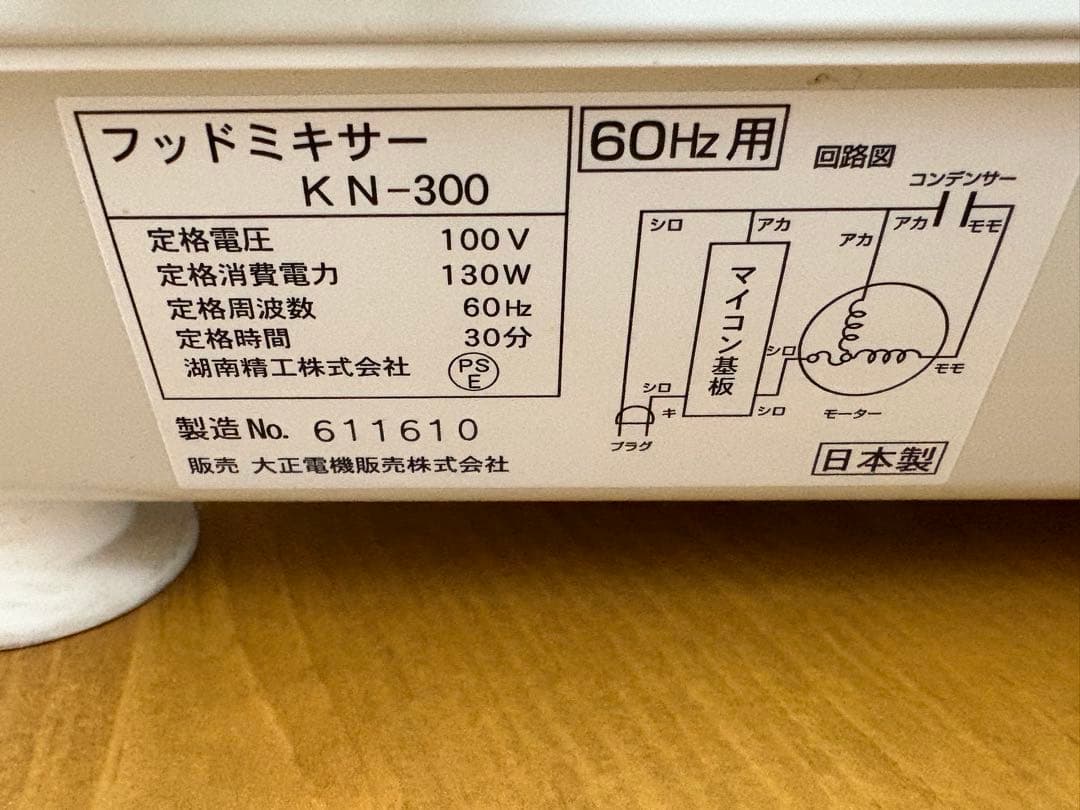 フッドミキサー
KN-300
60Hz用
定格電圧 100V
定格消費電力 130W
定格周波数 60Hz
定格時間 30分
湖南精工株式会社 PSE
製造No. 611610
販売 大正電機販売株式会社
回路図
コンデンサー
シロ
アカ
アカ
アカ
モモ
マイコン基板
シロ
モモ
シロ
キ
シロ
モーター
プラグ
日本製